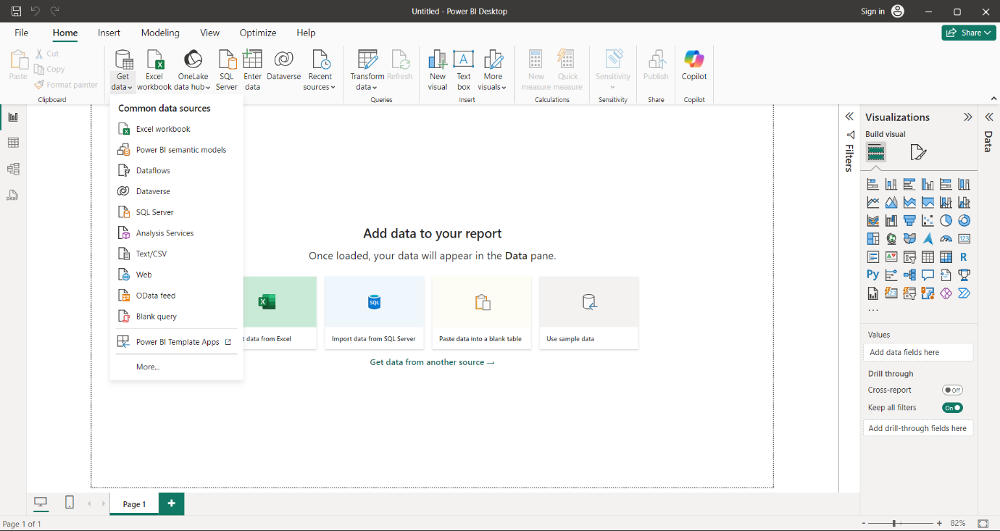 Untitled - Power BI Desktop
Sign in
File Home Insert Modeling View Optimize Help
Share
Paste
Cut
Copy
Format painter
Clipboard
Get data
Excel workbook
OneLake data hub
SQL Server
Enter data
Dataverse
Recent sources
Transform data
Refresh
Queries
New visual
Text box
More visuals
Insert
New measure
Quick measure
Calculations
Sensitivity
Sensitivity
Publish
Share
Copilot
Copilot
Common data sources
Excel workbook
Power BI semantic models
Dataflows
Dataverse
SQL Server
Analysis Services
Text/CSV
Web
OData feed
Blank query
Power BI Template Apps
More...
Add data to your report
Once loaded, your data will appear in the Data pane.
SQL
t data from Excel
Import data from SQL Server
Paste data into a blank table
Use sample data
Get data from another source →
Filters
Visualizations
Build visual
123
R
Py
123
...
Values
Add data fields here
Drill through
Cross-report
Off
Keep all filters
On
Add drill-through fields here
Data
DAX
Page 1
+
Page 1 of 1
- + 82%